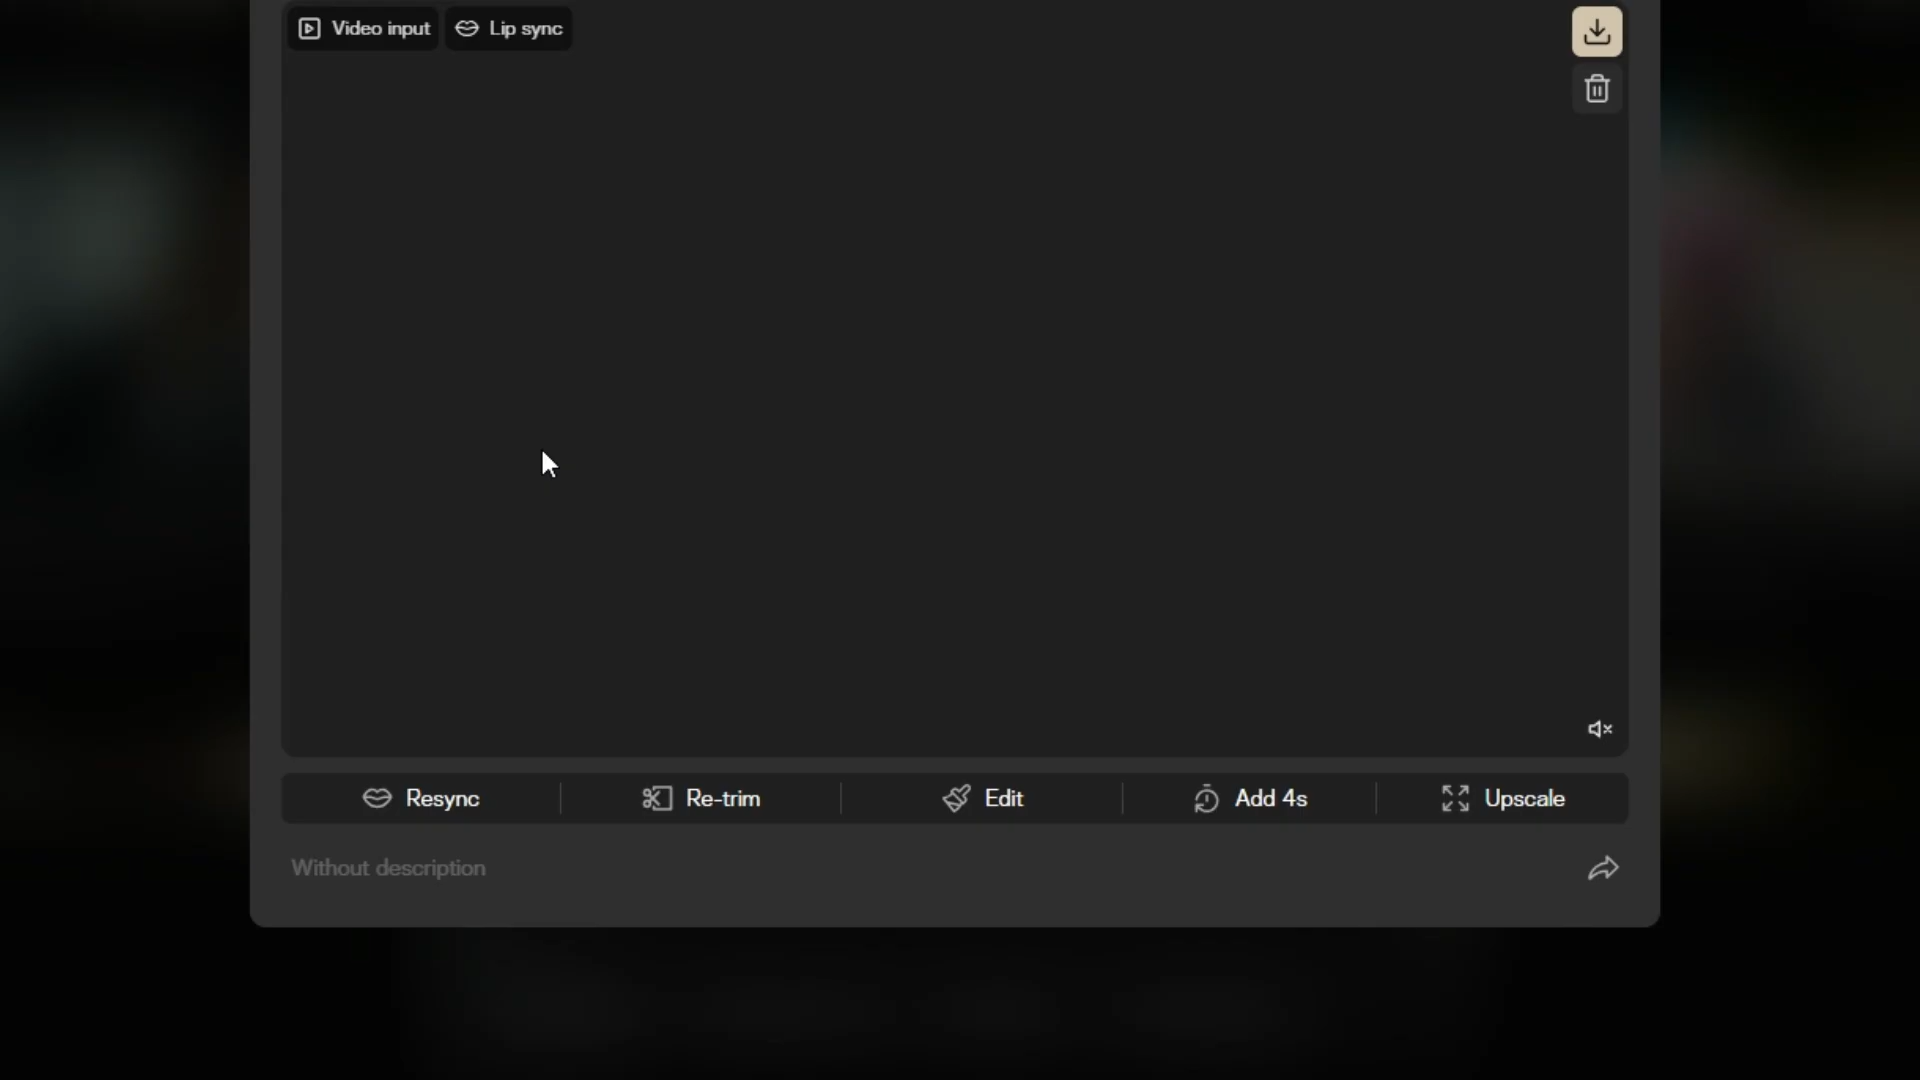 Video input
Lip sync
Resync
Re-trim
Edit
Add 4s
Upscale
Without description